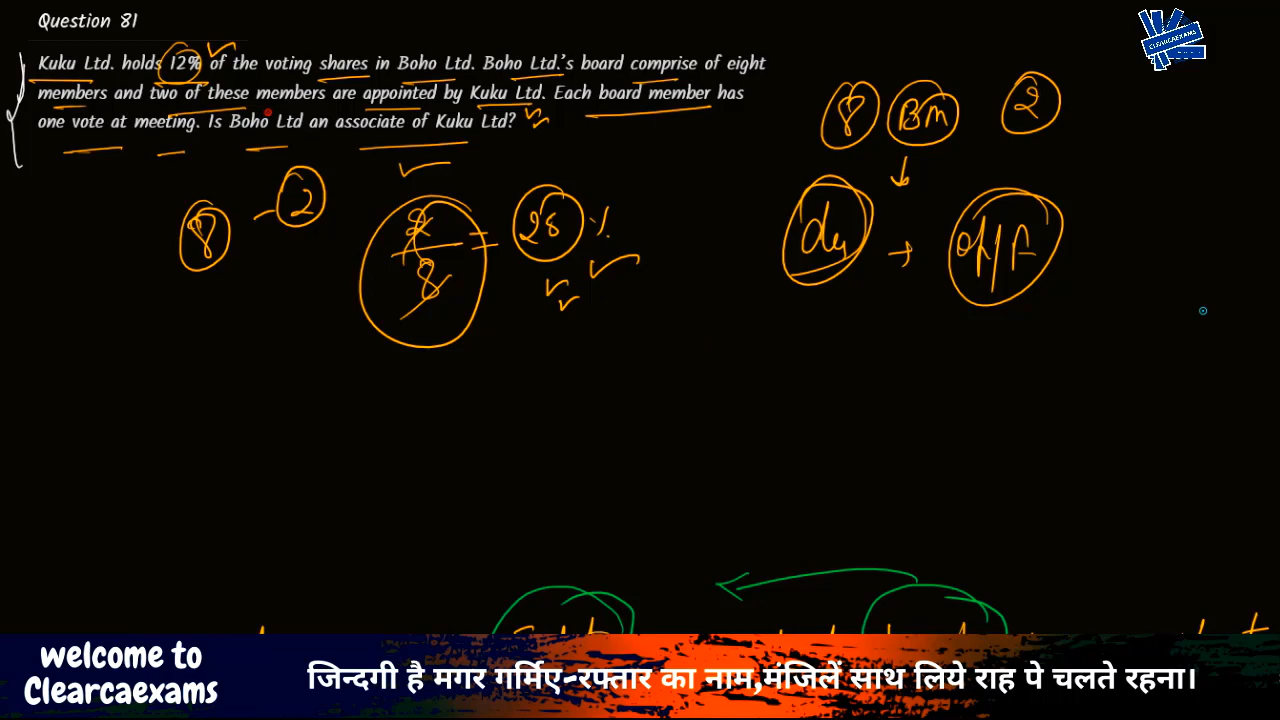 Question 81
CLEARCAEXAMS
Kuku Ltd. holds 12% of the voting shares in Boho Ltd. Boho Ltd.'s board comprise of eight
members and two of these members are appointed by Kuku Ltd. Each board member has
one vote at meeting. Is Boho Ltd an associate of Kuku Ltd?
8 BM 2
8 - 2
2/8 = 25 %
welcome to
Clearcaexams
जिन्दगी है मगर गर्मिए-रफ्तार का नाम,मंजिलें साथ लिये राह पे चलते रहना।